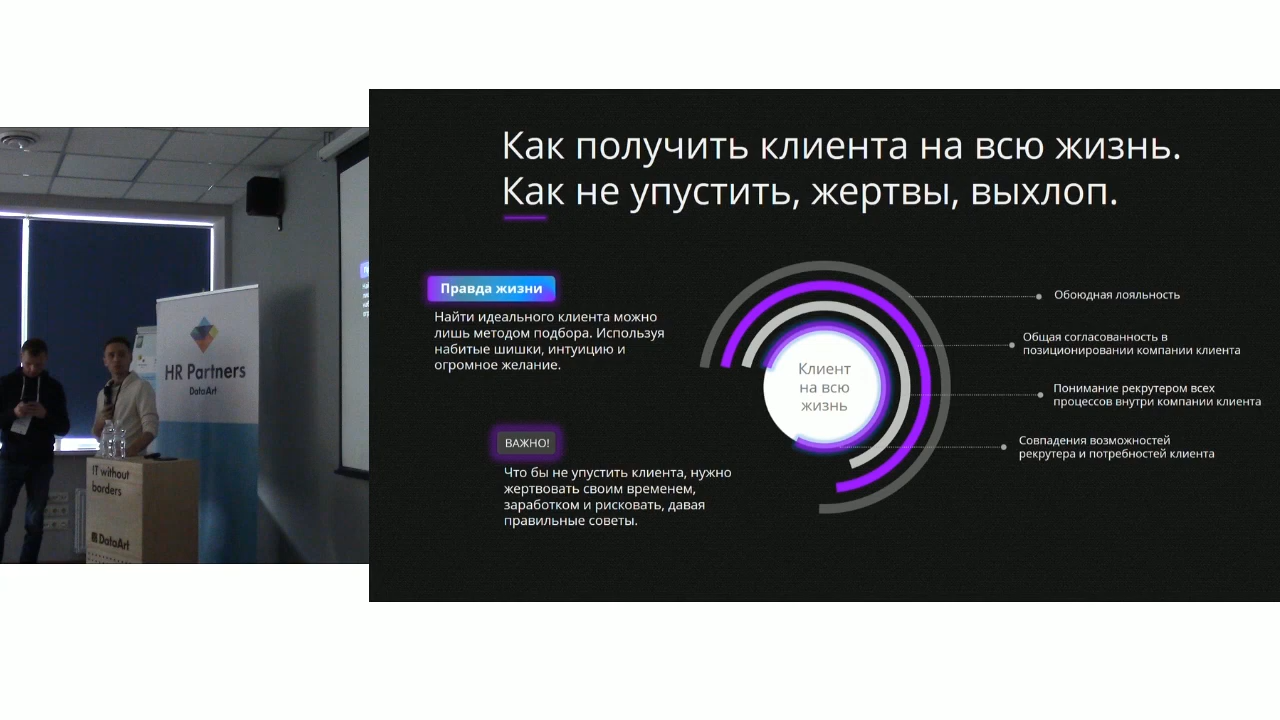 Как получить клиента на всю жизнь.
Как не упустить, жертвы, выхлоп.
Правда жизни
Найти идеального клиента можно
лишь методом подбора. Используя
набитые шишки, интуицию и
огромное желание.
ВАЖНО!
Что бы не упустить клиента, нужно
жертвовать своим временем,
заработком и рисковать, давая
правильные советы.
Клиент
на всю
жизнь
Обоюдная лояльность
Общая согласованность в
позиционировании компании клиента
Понимание рекрутером всех
процессов внутри компании клиента
Совпадения возможностей
рекрутера и потребностей клиента
HR Partners
DataArt
IT without
borders
DataArt